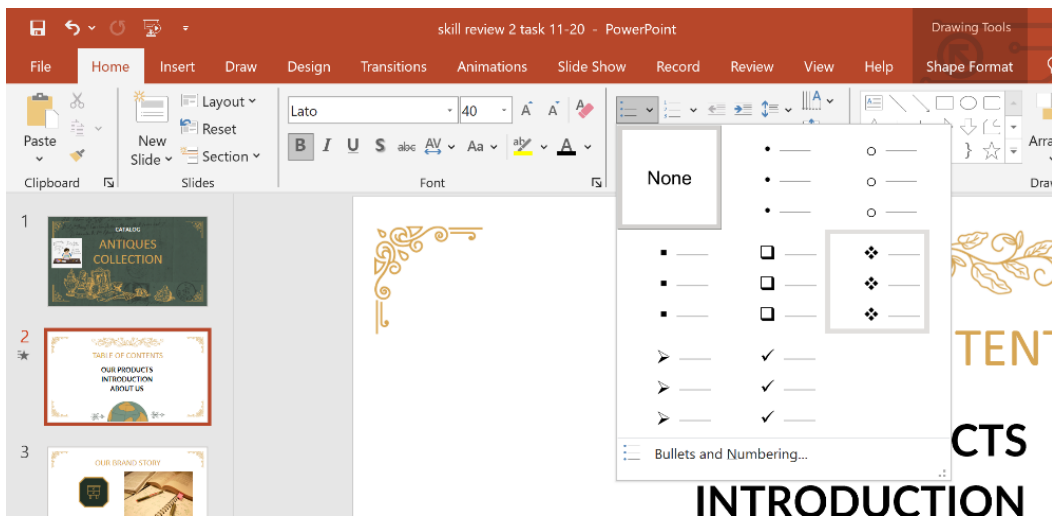 skill review 2 task 11-20 - PowerPoint
Drawing Tools
File Home Insert Draw Design Transitions Animations Slide Show Record Review View Help Shape Format
Paste
Clipboard
New
Slide
Layout
Reset
Section
Slides
Lato 40
B I U S abc AV Aa ab A
Font
A
Arra
Dra
None
Bullets and Numbering...
1
CATALOG
ANTIQUES
COLLECTION
2
TABLE OF CONTENTS
OUR PRODUCTS
INTRODUCTION
ABOUT US
3
OUR BRAND STORY
TENT
CTS
INTRODUCTION